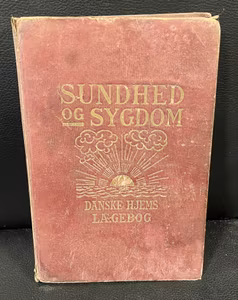 SUNDHED
OG SYGDOM
DANSKE HJEMS
LÆGEBOG